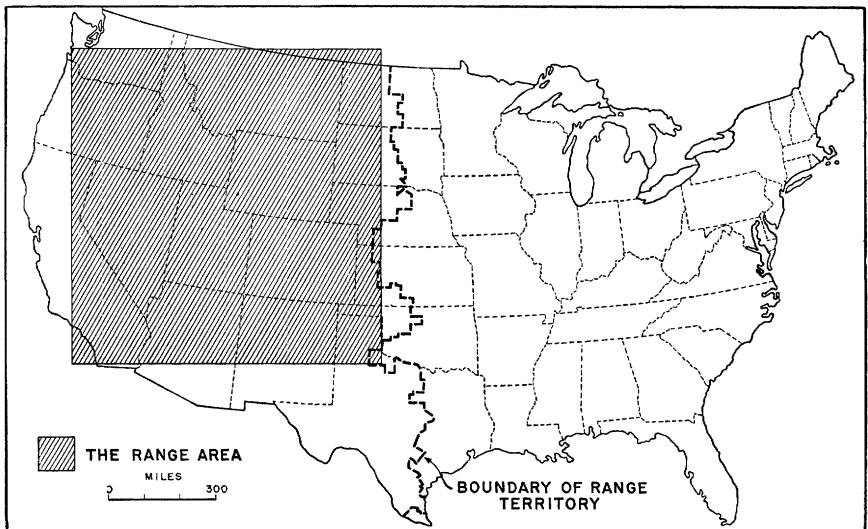 THE RANGE AREA
MILES
0 300
BOUNDARY OF RANGE
TERRITORY